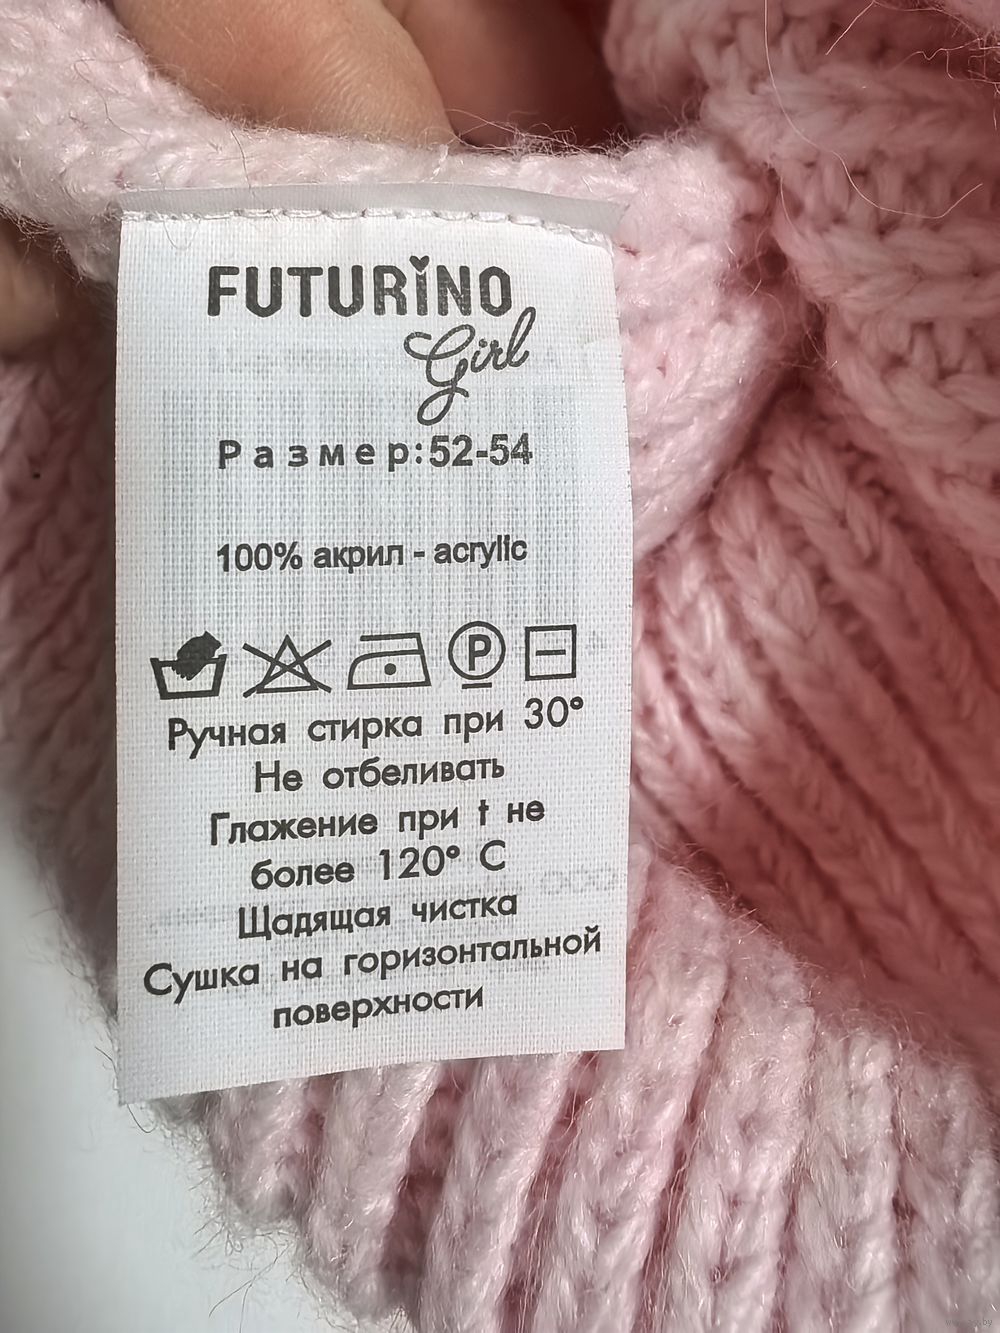 FUTURINO
Girl
Размер:52-54
100% акрил - acrylic
P
Ручная стирка при 30°
Не отбеливать
Глажение при t не
более 120° С
Щадящая чистка
Сушка на горизонтальной
поверхности